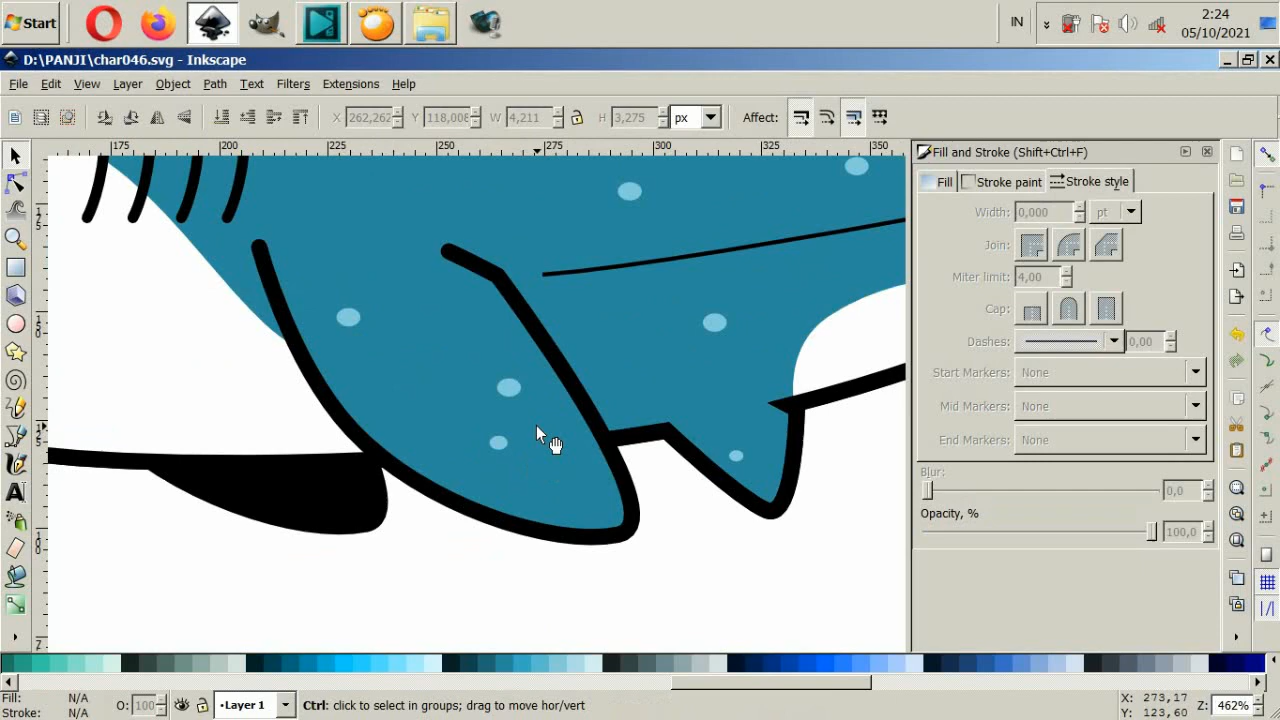 Start
IN
2:24
05/10/2021
D:\PANJI\char046.svg - Inkscape
File Edit View Layer Object Path Text Filters Extensions Help
X 262,262 Y 118,008 W 4,211 H 3,275 px Affect:
175 200 225 250 275 300 325 350
Fill and Stroke (Shift+Ctrl+F)
Fill Stroke paint Stroke style
Width: 0,000 pt
Join:
Miter limit: 4,00
Cap:
Dashes: 0,00
Start Markers: None
Mid Markers: None
End Markers: None
Blur:
0,0
Opacity, %
100,0
Fill: N/A
Stroke: N/A
O: 100
•Layer 1
Ctrl: click to select in groups; drag to move hor/vert
X: 273,17
Y: 123,60
Z: 462%